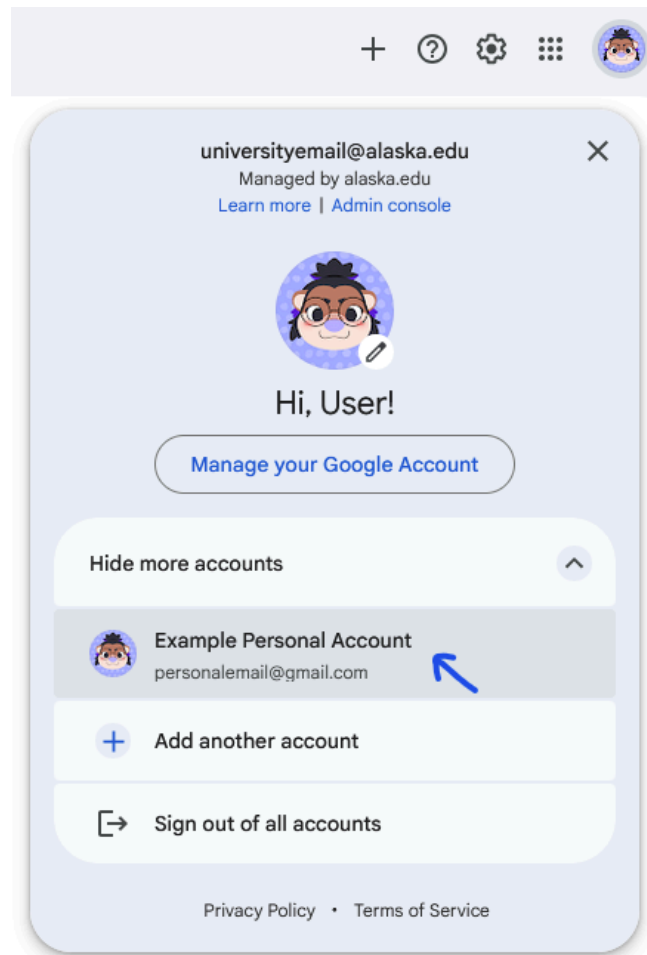 universityemail@alaska.edu
Managed by alaska.edu
Learn more | Admin console
Hi, User!
Manage your Google Account
Hide more accounts
Example Personal Account
personalemail@gmail.com
Add another account
Sign out of all accounts
Privacy Policy • Terms of Service